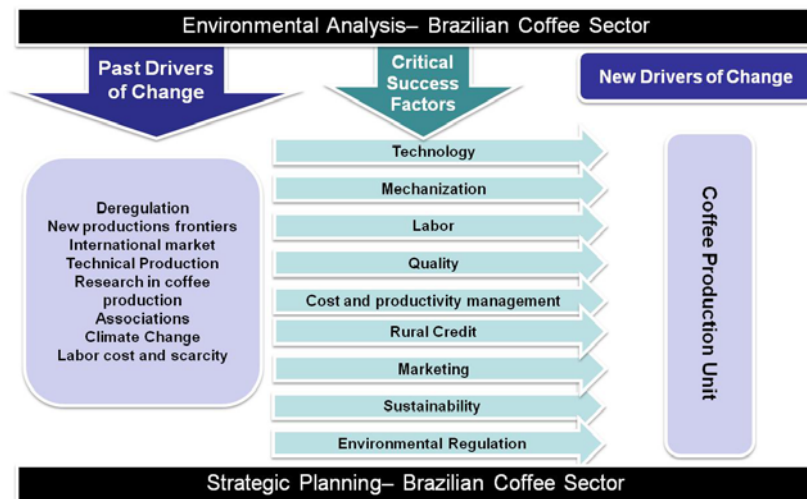 Environmental Analysis– Brazilian Coffee Sector
Past Drivers
of Change
Critical
Success
Factors
New Drivers of Change
Deregulation
New productions frontiers
International market
Technical Production
Research in coffee
production
Associations
Climate Change
Labor cost and scarcity
Technology
Mechanization
Labor
Quality
Cost and productivity management
Rural Credit
Marketing
Sustainability
Environmental Regulation
Coffee Production Unit
Strategic Planning– Brazilian Coffee Sector